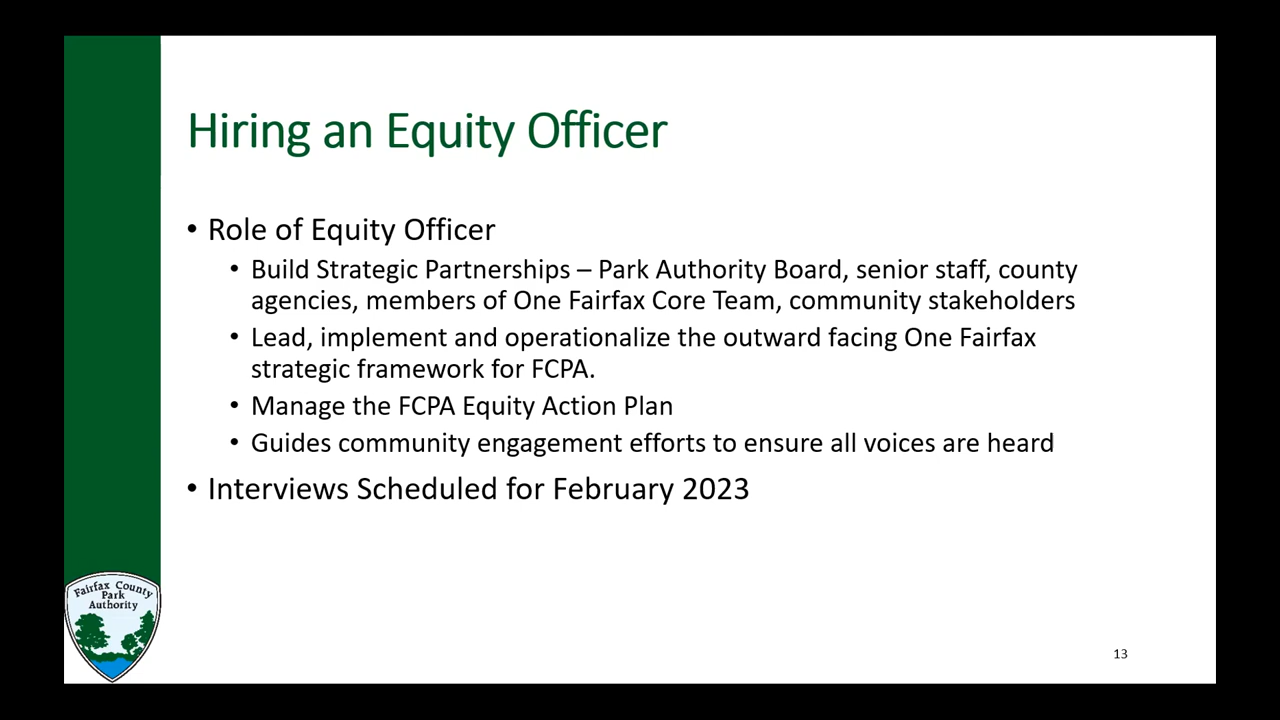 Hiring an Equity Officer
• Role of Equity Officer
• Build Strategic Partnerships – Park Authority Board, senior staff, county
agencies, members of One Fairfax Core Team, community stakeholders
• Lead, implement and operationalize the outward facing One Fairfax
strategic framework for FCPA.
• Manage the FCPA Equity Action Plan
• Guides community engagement efforts to ensure all voices are heard
• Interviews Scheduled for February 2023
Fairfax County
Park
Authority
13